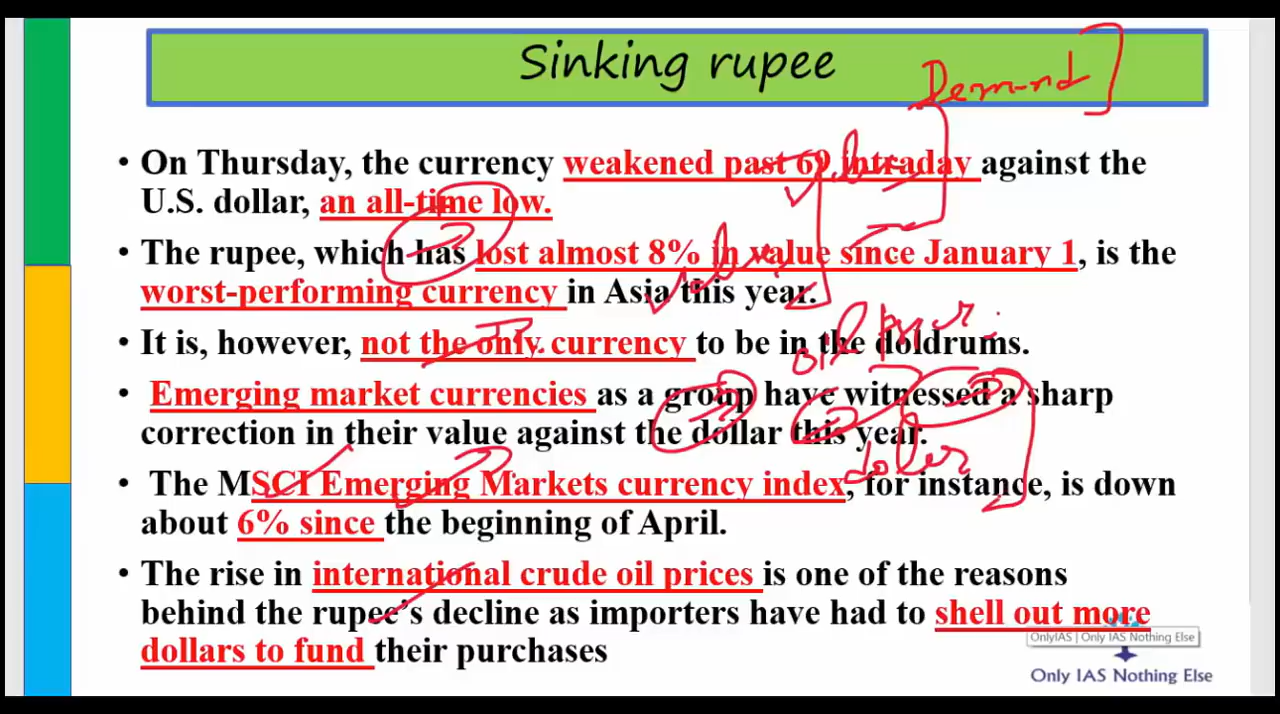 Sinking rupee
Demand
• On Thursday, the currency weakened past 69 intraday against the
U.S. dollar, an all-time low.
• The rupee, which has lost almost 8% in value since January 1, is the
worst-performing currency in Asia this year.
• It is, however, not the only currency to be in the doldrums.
oil
• Emerging market currencies as a group have witnessed a sharp
correction in their value against the dollar this year.
• The MSCI Emerging Markets currency index, for instance, is down
about 6% since the beginning of April.
• The rise in international crude oil prices is one of the reasons
behind the rupee's decline as importers have had to shell out more
dollars to fund their purchases
OnlyIAS | Only IAS Nothing Else
Only IAS Nothing Else